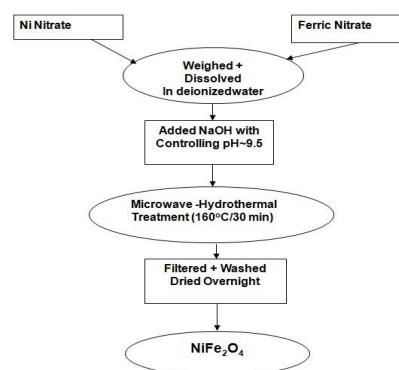 Ni Nitrate
Ferric Nitrate
Weighed +
Dissolved
In deionizedwater
Added NaOH with
Controlling pH~9.5
Microwave -Hydrothermal
Treatment (160°C/30 min)
Filtered + Washed
Dried Overnight
NiFe₂O₄